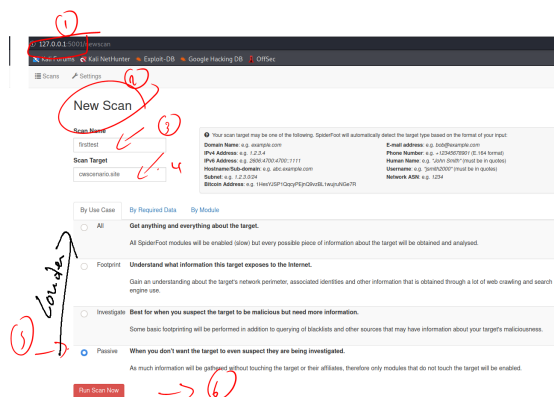 1
127.0.0.1:5001/newscan
Kali Forums Kali NetHunter Exploit-DB Google Hacking DB OffSec
Scans Settings
2
New Scan
3
Scan Name
firsttest
4
Scan Target
cwscenario.site
Your scan target may be one of the following. SpiderFoot will automatically detect the target type based on the format of your input:
Domain Name: e.g. example.com
IPv4 Address: e.g. 1.2.3.4
IPv6 Address: e.g. 2606:4700:4700::1111
Hostname/Sub-domain: e.g. abc.example.com
Subnet: e.g. 1.2.3.0/24
Bitcoin Address: e.g. 1HesYJSP1QqcyPEjnQ9vzBL1wujruNGe7R
E-mail address: e.g. bob@example.com
Phone Number: e.g. +12345678901 (E.164 format)
Human Name: e.g. "John Smith" (must be in quotes)
Username: e.g. "jsmith2000" (must be in quotes)
Network ASN: e.g. 1234
By Use Case By Required Data By Module
All Get anything and everything about the target.
All SpiderFoot modules will be enabled (slow) but every possible piece of information about the target will be obtained and analysed.
Footprint Understand what information this target exposes to the Internet.
Gain an understanding about the target's network perimeter, associated identities and other information that is obtained through a lot of web crawling and search
engine use.
Investigate Best for when you suspect the target to be malicious but need more information.
Some basic footprinting will be performed in addition to querying of blacklists and other sources that may have information about your target's maliciousness.
louder
5
Passive When you don't want the target to even suspect they are being investigated.
As much information will be gathered without touching the target or their affiliates, therefore only modules that do not touch the target will be enabled.
Run Scan Now
6